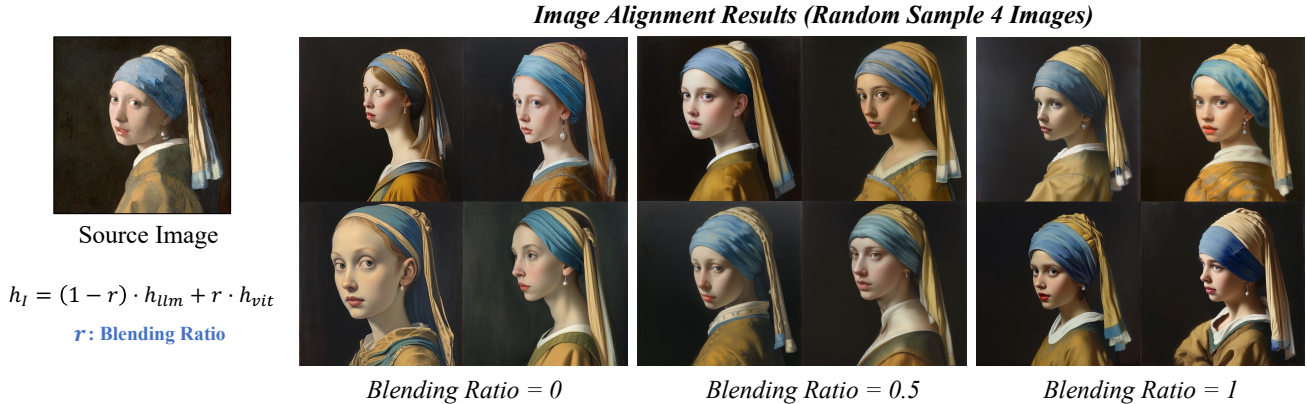 Image Alignment Results (Random Sample 4 Images)
Source Image
h_I = (1 − r) · h_llm + r · h_vit
r: Blending Ratio
Blending Ratio = 0
Blending Ratio = 0.5
Blending Ratio = 1